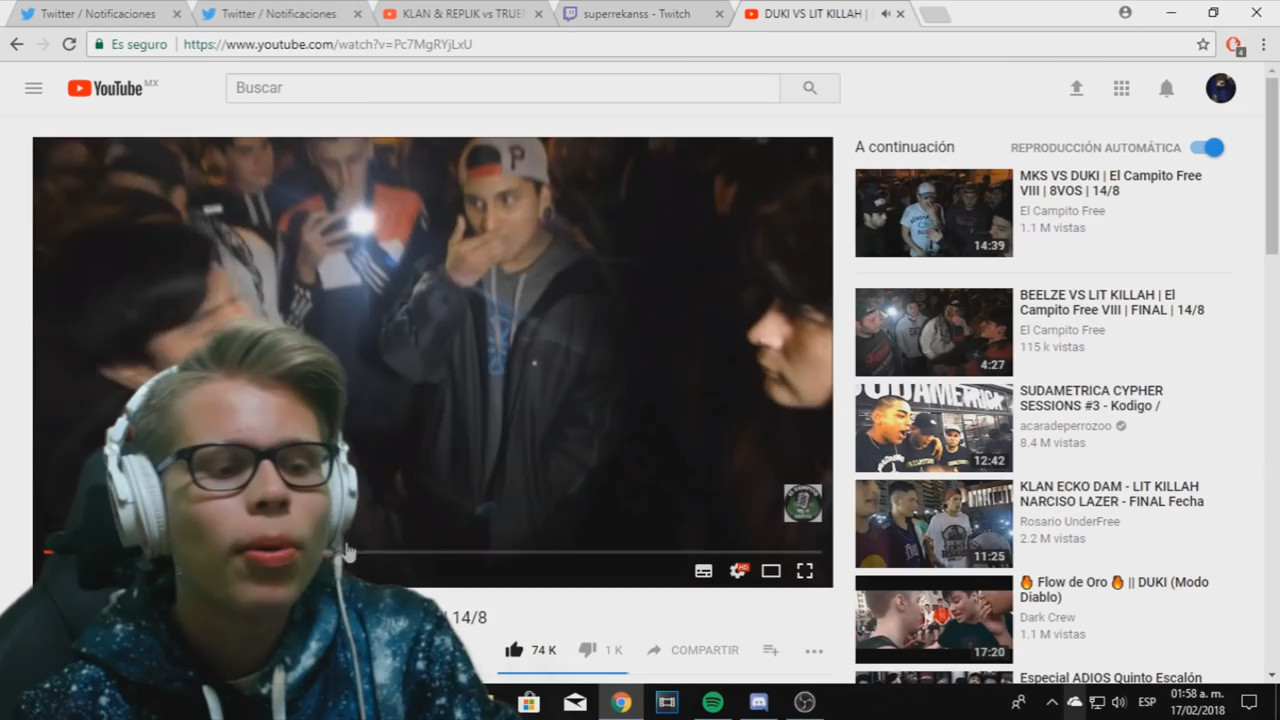 Twitter / Notificaciones
Twitter / Notificaciones
KLAN & REPLIK vs TRUEN
superrekanss - Twitch
DUKI VS LIT KILLAH |
Es seguro
https://www.youtube.com/watch?v=Pc7MgRYjLxU
4
YouTube MX
Buscar
P
A continuación
REPRODUCCIÓN AUTOMÁTICA
MKS VS DUKI | El Campito Free
VIII | 8VOS | 14/8
El Campito Free
1.1 M vistas
14:39
BEELZE VS LIT KILLAH | El
Campito Free VIII | FINAL | 14/8
El Campito Free
115 k vistas
4:27
SUDAMETRICA CYPHER
SESSIONS #3 - Kodigo /
acaradeperrozoo
8.4 M vistas
12:42
KLAN ECKO DAM - LIT KILLAH
NARCISO LAZER - FINAL Fecha
Rosario UnderFree
2.2 M vistas
11:25
Flow de Oro || DUKI (Modo
Diablo)
Dark Crew
1.1 M vistas
17:20
Especial ADIOS Quinto Escalón
HD
14/8
74 K
1 K
COMPARTIR
ESP
01:58 a. m.
17/02/2018